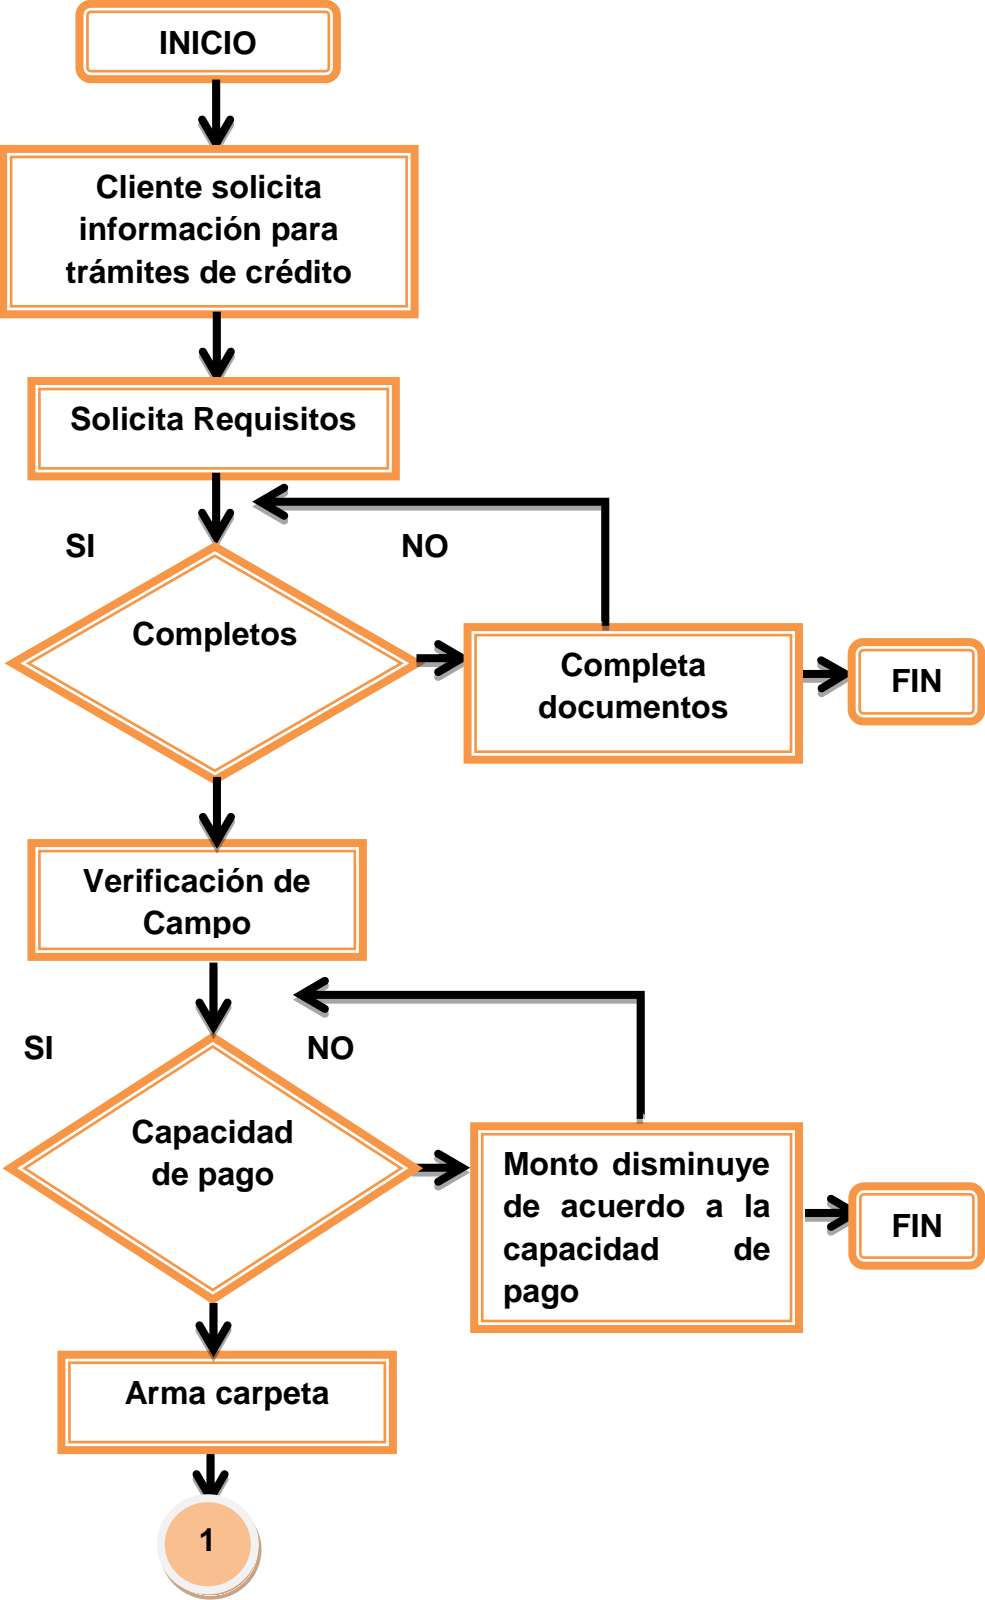 INICIO
Cliente solicita
información para
trámites de crédito
Solicita Requisitos
SI
NO
Completos
Completa
documentos
FIN
Verificación de
Campo
SI
NO
Capacidad
de pago
Monto disminuye
de acuerdo a la
capacidad de
pago
FIN
Arma carpeta
1